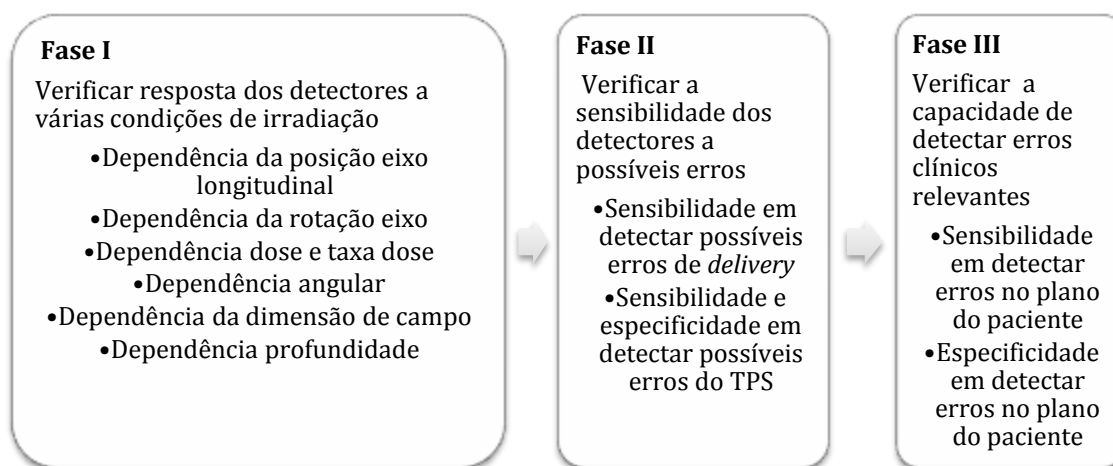 Fase I
Verificar resposta dos detectores a
várias condições de irradiação
•Dependência da posição eixo
longitudinal
•Dependência da rotação eixo
•Dependência dose e taxa dose
•Dependência angular
•Dependência da dimensão de campo
•Dependência profundidade
Fase II
Verificar a
sensibilidade dos
detectores a
possíveis erros
•Sensibilidade em
detectar possíveis
erros de delivery
•Sensibilidade e
especificidade em
detectar possíveis
erros do TPS
Fase III
Verificar a
capacidade de
detectar erros
clínicos
relevantes
•Sensibilidade
em detectar
erros no plano
do paciente
•Especificidade
em detectar
erros no plano
do paciente